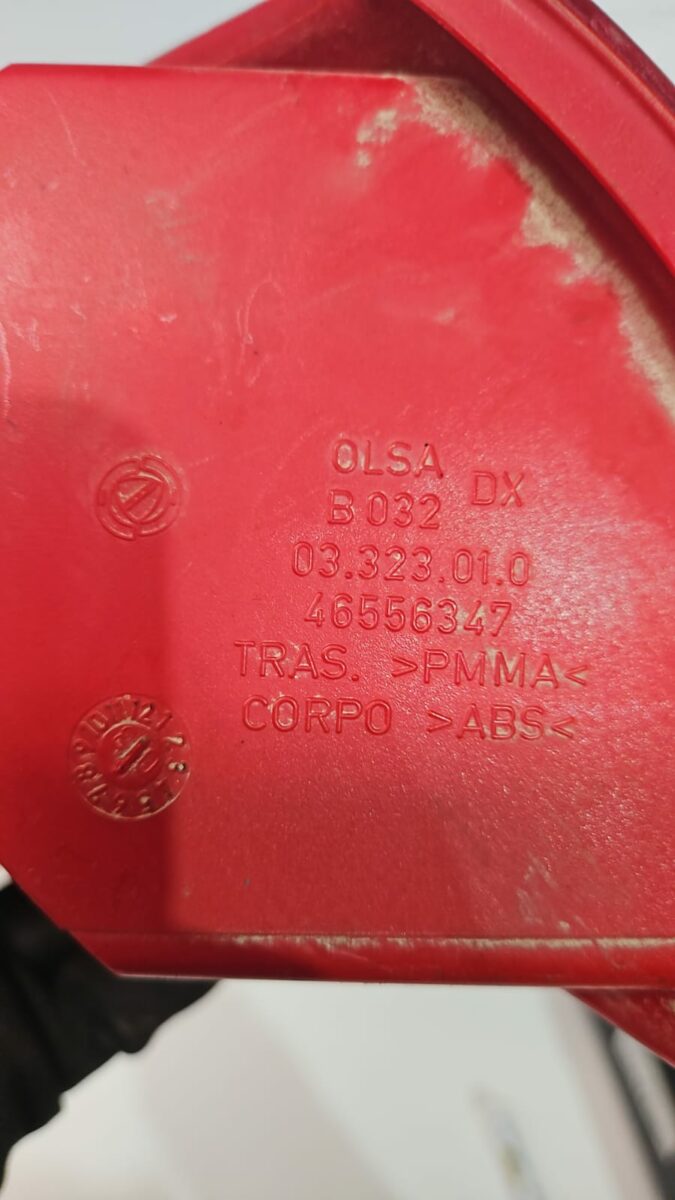 OLSA
DX
B 032
03.323.01.0
46556347
TRAS. >PMMA<
CORPO >ABS<